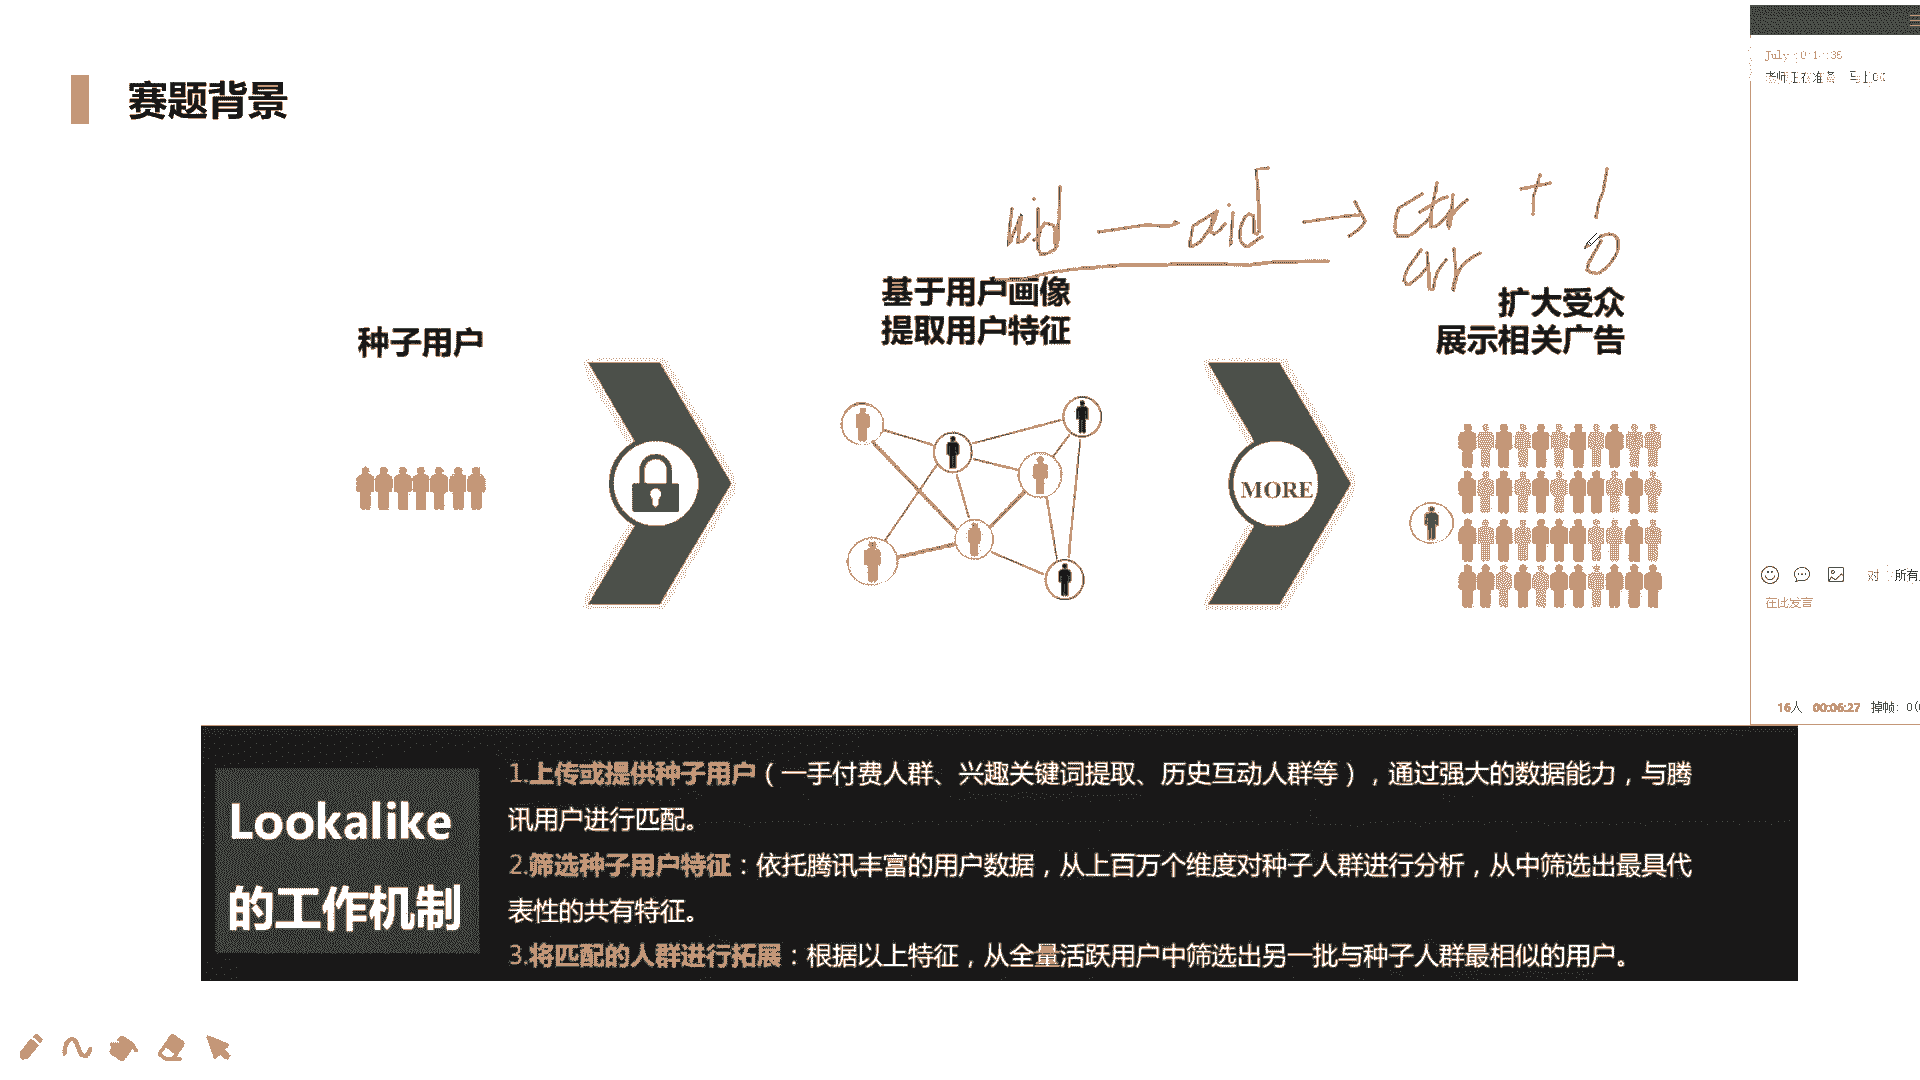 赛题背景
uid — aid → ctr + 1
cvr 0
种子用户
基于用户画像
提取用户特征
扩大受众
展示相关广告
MORE
Lookalike
的工作机制
1.上传或提供种子用户（一手付费人群、兴趣关键词提取、历史互动人群等），通过强大的数据能力，与腾
讯用户进行匹配。
2.筛选种子用户特征：依托腾讯丰富的用户数据，从上百万个维度对种子人群进行分析，从中筛选出最具代
表性的共有特征。
3.将匹配的人群进行拓展：根据以上特征，从全量活跃用户中筛选出另一批与种子人群最相似的用户。
July
老师正在准备 马上OK
对 所有
在此发言
16人 00:06:27 掉帧: 0(